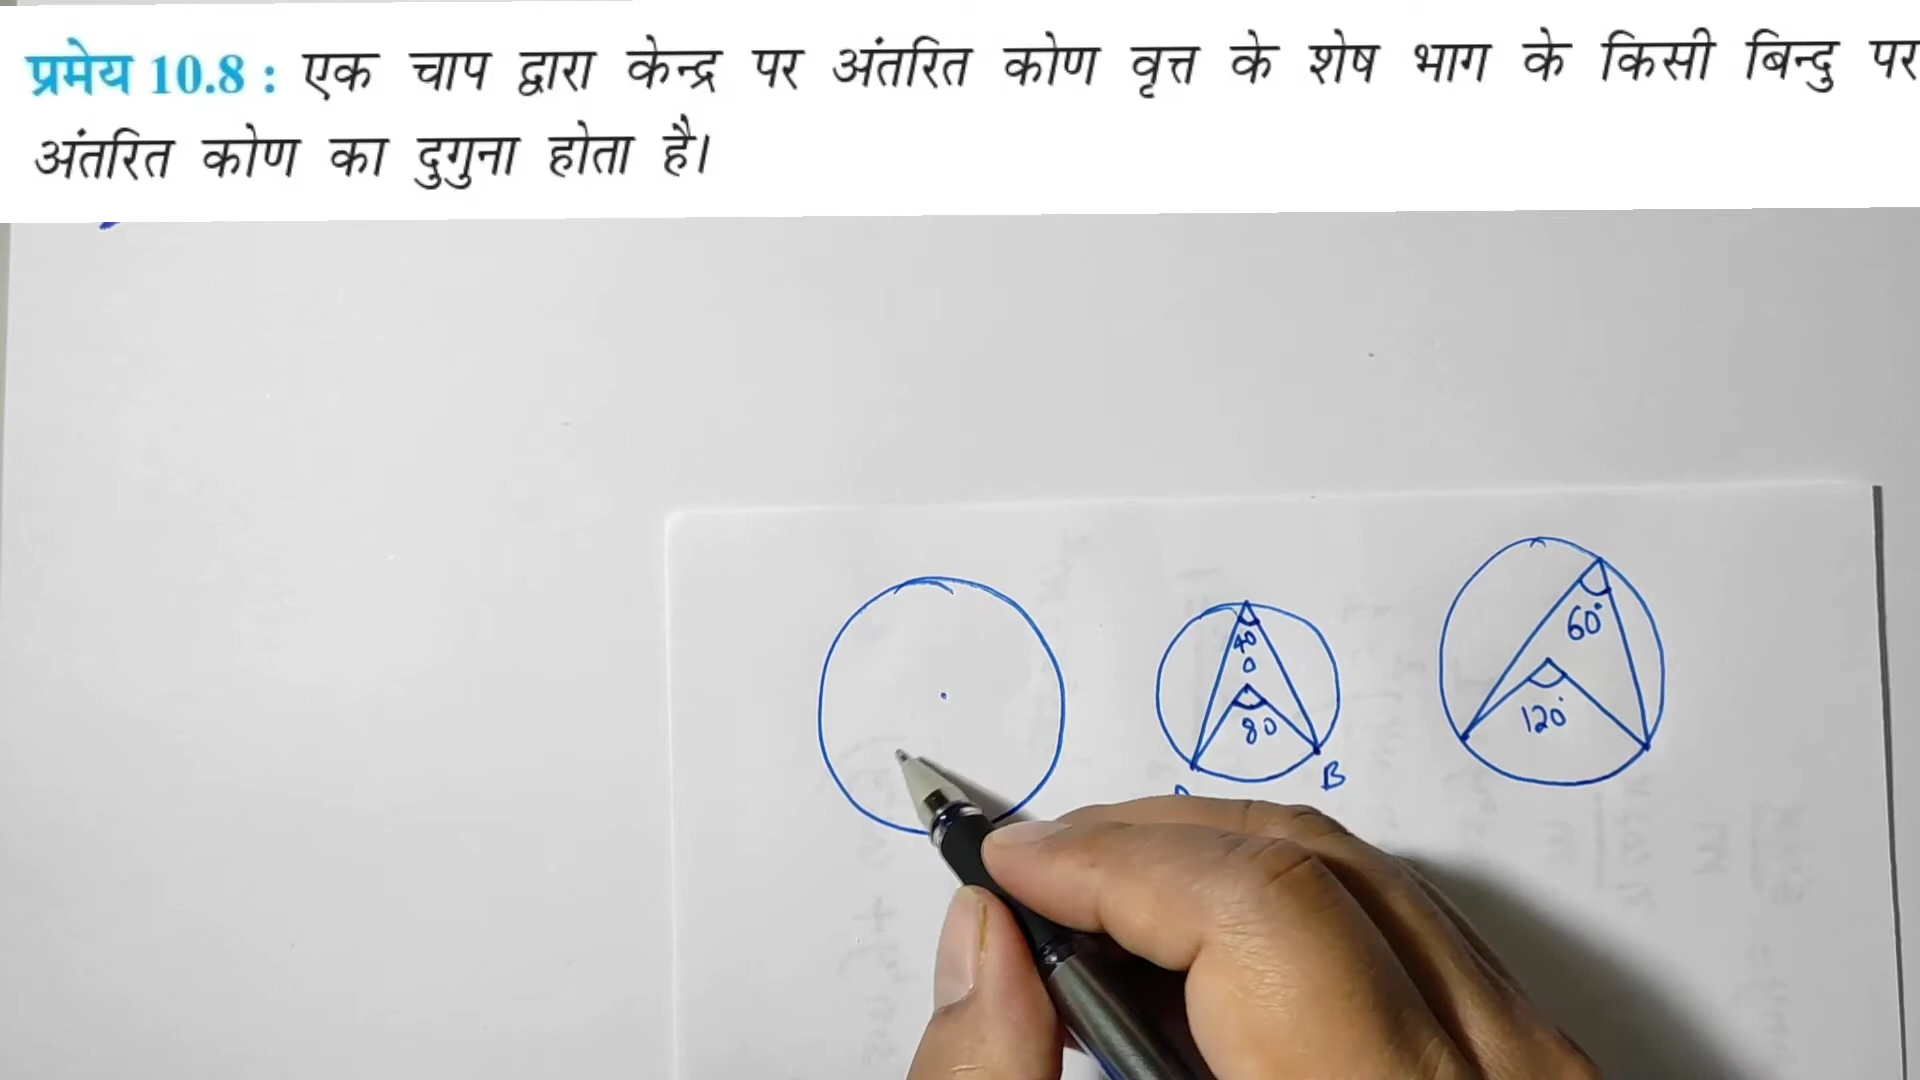 प्रमेय 10.8 : एक चाप द्वारा केन्द्र पर अंतरित कोण वृत्त के शेष भाग के किसी बिन्दु पर
अंतरित कोण का दुगुना होता है।
40
O
80
B
60°
120°